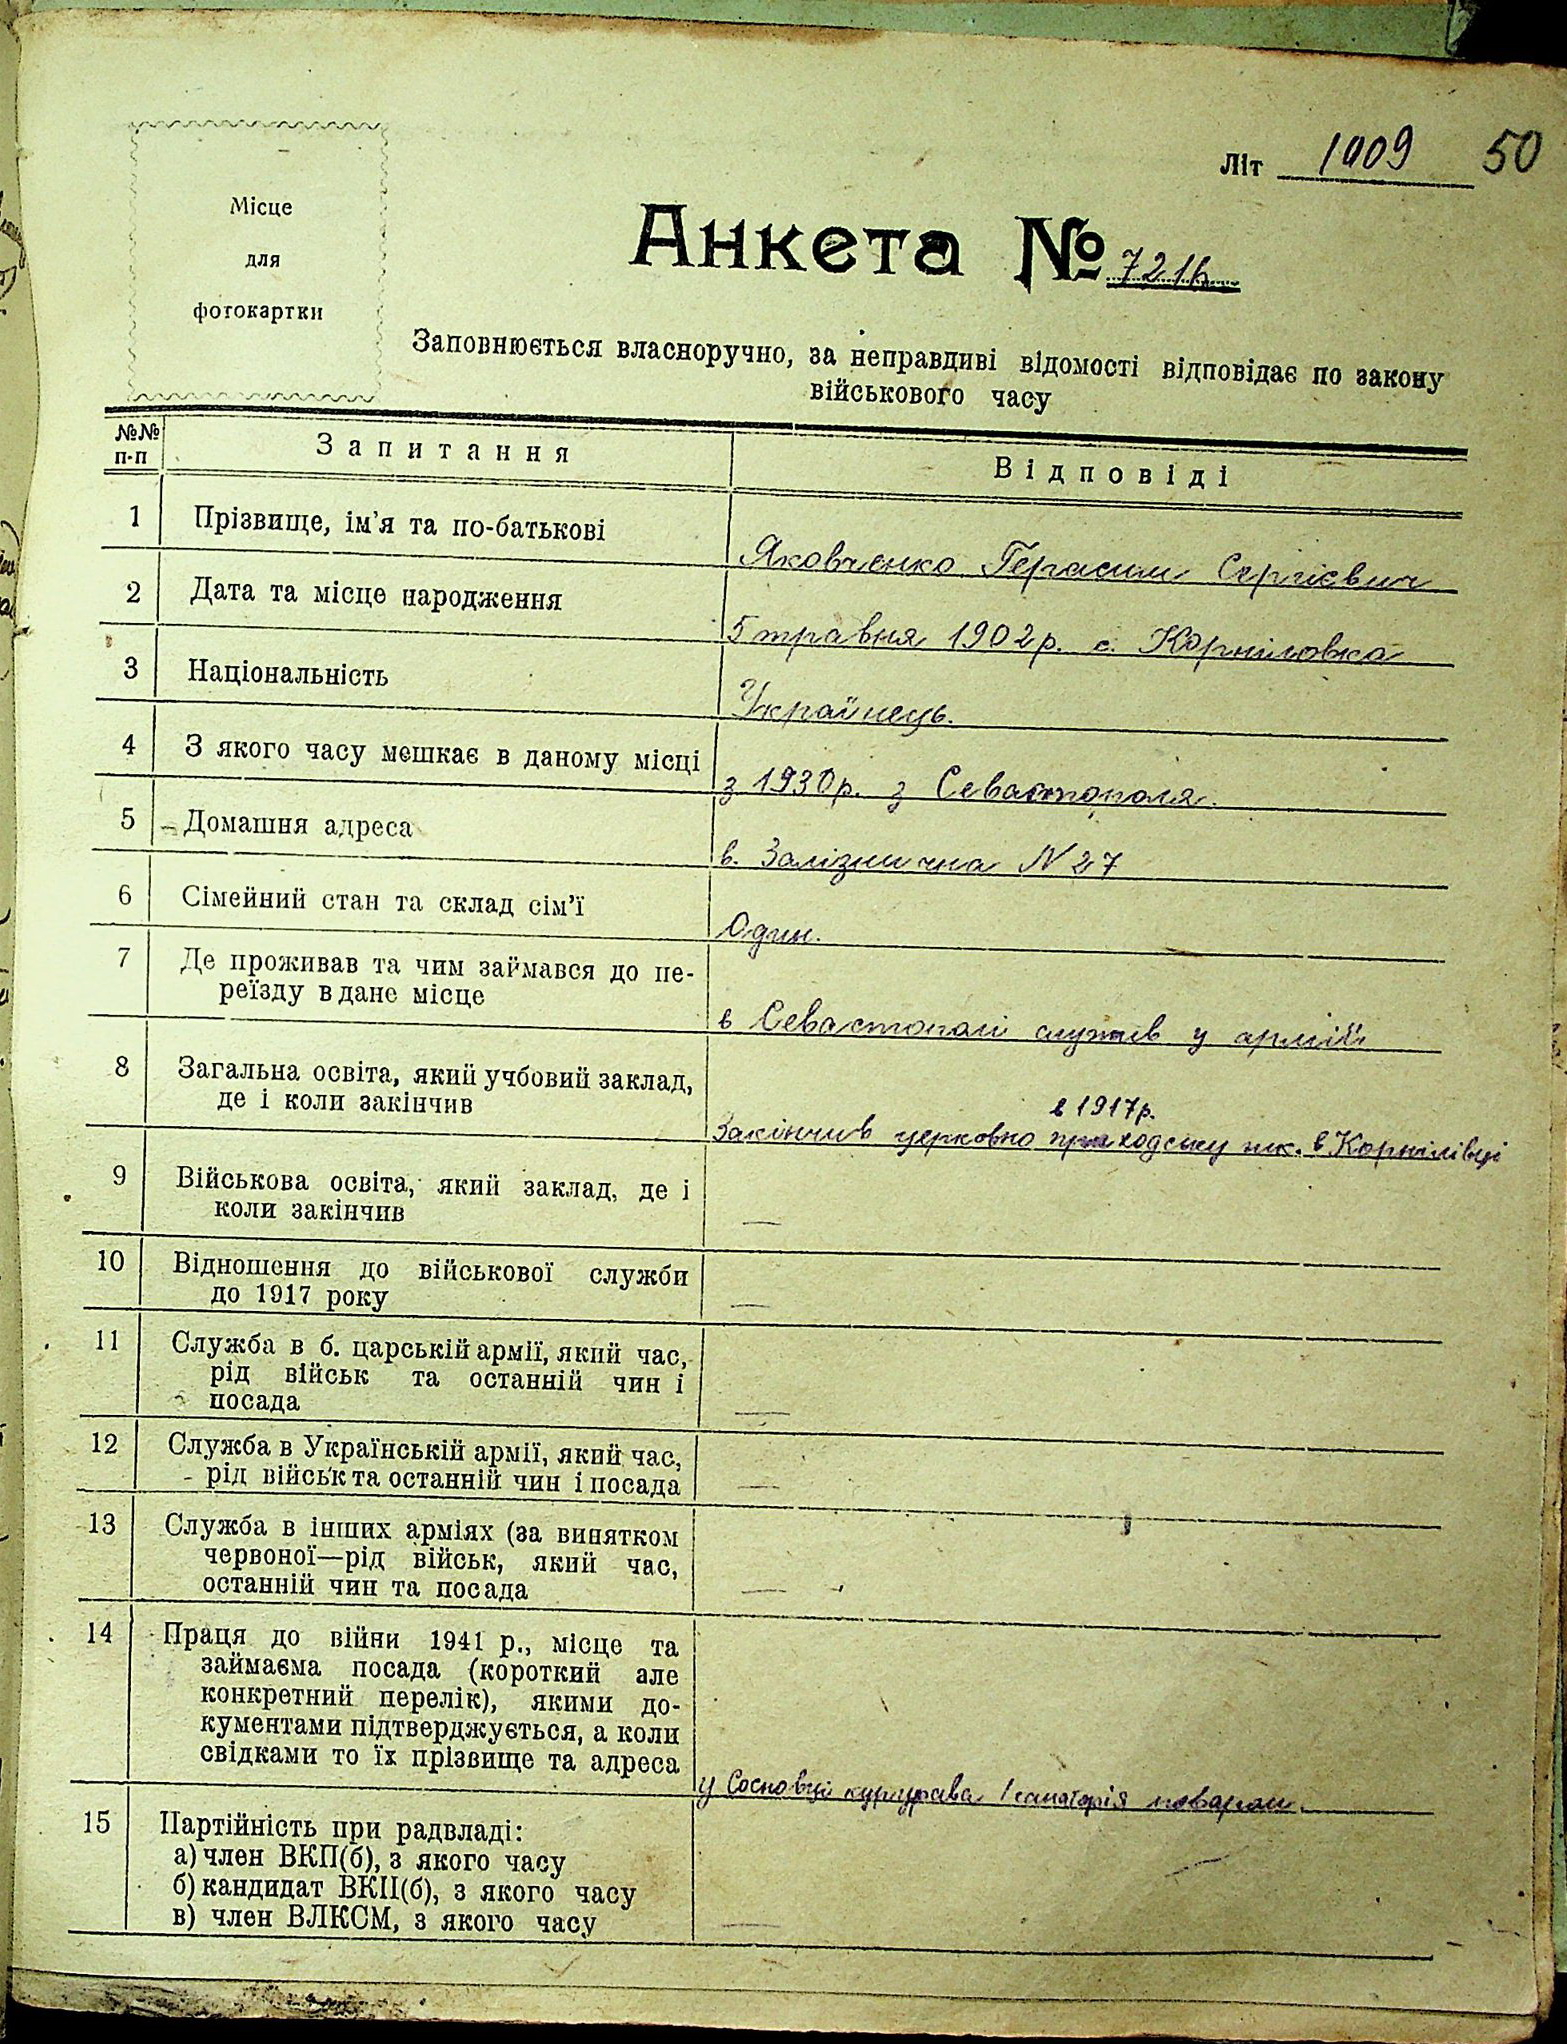 Місце
для
фотокартки
Літ 1909 50
Анкета № 7216
Заповнюється власноручно, за неправдиві відомості відповідає по закону
військового часу
№№ п-п Запитання Відповіді
1 Прізвище, ім'я та по-батькові
Яковченко Герасим Сергієвич
2 Дата та місце народження
5 травня 1902 р. с. Корніловка
3 Національність
Українець.
4 З якого часу мешкає в даному місці
з 1930 р. з Севастополя.
5 Домашня адреса
в. Залізнична N 27
6 Сімейний стан та склад сім'ї
Один.
7 Де проживав та чим займався до пе-
реїзду в дане місце
в Севастополі служив у армії
8 Загальна освіта, який учбовий заклад,
де і коли закінчив
в 1917р.
Закінчив церковно приходську шк. в Корнілівці
9 Військова освіта, який заклад, де і
коли закінчив
—
10 Відношення до військової служби
до 1917 року
—
11 Служба в б. царській армії, який час,
рід військ та останній чин і
посада
—
12 Служба в Українській армії, який час,
рід військ та останній чин і посада
—
13 Служба в інших арміях (за винятком
червоної—рід військ, який час,
останній чин та посада
—
14 Праця до війни 1941 р., місце та
займаєма посада (короткий але
конкретний перелік), якими до-
кументами підтверджується, а коли
свідками то їх прізвище та адреса
у Сосновці санаторія поваром.
15 Партійність при радвладі:
а) член ВКП(б), з якого часу
б) кандидат ВКП(б), з якого часу
в) член ВЛКСМ, з якого часу
—